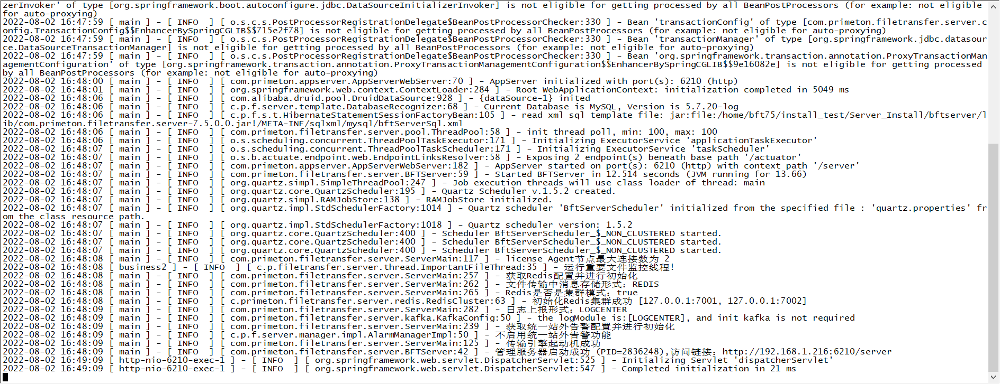 zerInvoker' of type [org.springframework.boot.autoconfigure.jdbc.DataSourceInitializerInvoker] is not eligible for getting processed by all BeanPostProcessors (for example: not eligible
for auto-proxying)
2022-08-02 16:47:59 [ main ] - [ INFO  ] [ o.s.c.s.PostProcessorRegistrationDelegate$BeanPostProcessorChecker:330 ] - Bean 'transactionConfig' of type [com.primeton.filetransfer.server.c
onfig.TransactionConfig$$EnhancerBySpringCGLIB$$715e2f78] is not eligible for getting processed by all BeanPostProcessors (for example: not eligible for auto-proxying)
2022-08-02 16:47:59 [ main ] - [ INFO  ] [ o.s.c.s.PostProcessorRegistrationDelegate$BeanPostProcessorChecker:330 ] - Bean 'transactionManager' of type [org.springframework.jdbc.datasour
ce.DataSourceTransactionManager] is not eligible for getting processed by all BeanPostProcessors (for example: not eligible for auto-proxying)
2022-08-02 16:47:59 [ main ] - [ INFO  ] [ o.s.c.s.PostProcessorRegistrationDelegate$BeanPostProcessorChecker:330 ] - Bean 'org.springframework.transaction.annotation.ProxyTransactionMan
agementConfiguration' of type [org.springframework.transaction.annotation.ProxyTransactionManagementConfiguration$$EnhancerBySpringCGLIB$$9e16082e] is not eligible for getting processed
by all BeanPostProcessors (for example: not eligible for auto-proxying)
2022-08-02 16:48:00 [ main ] - [ INFO  ] [ com.primeton.appserver.AppServerWebServer:70 ] - AppServer initialized with port(s): 6210 (http)
2022-08-02 16:48:01 [ main ] - [ INFO  ] [ org.springframework.web.context.ContextLoader:284 ] - Root WebApplicationContext: initialization completed in 5049 ms
2022-08-02 16:48:06 [ main ] - [ INFO  ] [ com.alibaba.druid.pool.DruidDataSource:928 ] - {dataSource-1} inited
2022-08-02 16:48:06 [ main ] - [ INFO  ] [ c.p.f.server.template.DatabaseRecognizer:68 ] - Current Database is MySQL, Version is 5.7.20-log
2022-08-02 16:48:06 [ main ] - [ INFO  ] [ c.p.f.s.t.HibernateStatementSessionFactoryBean:105 ] - read xml sql template file: jar:file:/home/bft75/install_test/Server_Install/bftserver/l
ib/com.primeton.filetransfer.server-7.5.0.0.jar!/META-INF/sqlxml/mysql/bftServerSql.xml
2022-08-02 16:48:06 [ main ] - [ INFO  ] [ com.primeton.filetransfer.server.pool.ThreadPool:58 ] - init thread poll, min: 100, max: 100
2022-08-02 16:48:06 [ main ] - [ INFO  ] [ o.s.scheduling.concurrent.ThreadPoolTaskExecutor:171 ] - Initializing ExecutorService 'applicationTaskExecutor'
2022-08-02 16:48:07 [ main ] - [ INFO  ] [ o.s.scheduling.concurrent.ThreadPoolTaskScheduler:171 ] - Initializing ExecutorService 'taskScheduler'
2022-08-02 16:48:07 [ main ] - [ INFO  ] [ o.s.b.actuate.endpoint.web.EndpointLinksResolver:58 ] - Exposing 2 endpoint(s) beneath base path '/actuator'
2022-08-02 16:48:07 [ main ] - [ INFO  ] [ com.primeton.appserver.AppServerWebServer:182 ] - AppServer started on port(s): 6210 (http) with context path '/server'
2022-08-02 16:48:07 [ main ] - [ INFO  ] [ com.primeton.filetransfer.server.BFTServer:59 ] - Started BFTServer in 12.514 seconds (JVM running for 13.66)
2022-08-02 16:48:07 [ main ] - [ INFO  ] [ org.quartz.simpl.SimpleThreadPool:247 ] - Job execution threads will use class loader of thread: main
2022-08-02 16:48:07 [ main ] - [ INFO  ] [ org.quartz.core.QuartzScheduler:195 ] - Quartz Scheduler v.1.5.2 created.
2022-08-02 16:48:07 [ main ] - [ INFO  ] [ org.quartz.simpl.RAMJobStore:138 ] - RAMJobStore initialized.
2022-08-02 16:48:07 [ main ] - [ INFO  ] [ org.quartz.impl.StdSchedulerFactory:1014 ] - Quartz scheduler 'BftServerScheduler' initialized from the specified file : 'quartz.properties' fr
om the class resource path.
2022-08-02 16:48:07 [ main ] - [ INFO  ] [ org.quartz.impl.StdSchedulerFactory:1018 ] - Quartz scheduler version: 1.5.2
2022-08-02 16:48:07 [ main ] - [ INFO  ] [ org.quartz.core.QuartzScheduler:400 ] - Scheduler BftServerScheduler_$_NON_CLUSTERED started.
2022-08-02 16:48:07 [ main ] - [ INFO  ] [ org.quartz.core.QuartzScheduler:400 ] - Scheduler BftServerScheduler_$_NON_CLUSTERED started.
2022-08-02 16:48:07 [ main ] - [ INFO  ] [ org.quartz.core.QuartzScheduler:400 ] - Scheduler BftServerScheduler_$_NON_CLUSTERED started.
2022-08-02 16:48:08 [ main ] - [ INFO  ] [ com.primeton.filetransfer.server.ServerMain:117 ] - license Agent节点最大连接数为 2
2022-08-02 16:48:08 [ business2 ] - [ INFO  ] [ c.p.filetransfer.server.thread.ImportantFileThread:35 ] - 运行重要文件监控线程!
2022-08-02 16:48:08 [ main ] - [ INFO  ] [ com.primeton.filetransfer.server.ServerMain:257 ] - 获取Redis配置并进行初始化
2022-08-02 16:48:08 [ main ] - [ INFO  ] [ com.primeton.filetransfer.server.ServerMain:262 ] - 文件传输中消息存储形式：REDIS
2022-08-02 16:48:08 [ main ] - [ INFO  ] [ com.primeton.filetransfer.server.ServerMain:265 ] - Redis是否是集群模式：true
2022-08-02 16:48:08 [ main ] - [ INFO  ] [ c.primeton.filetransfer.server.redis.RedisCluster:63 ] - 初始化Redis集群成功 [127.0.0.1:7001, 127.0.0.1:7002]
2022-08-02 16:48:09 [ main ] - [ INFO  ] [ com.primeton.filetransfer.server.ServerMain:282 ] - 日志上报形式：LOGCENTER
2022-08-02 16:48:09 [ main ] - [ INFO  ] [ com.primeton.filetransfer.server.kafka.KafkaConfig:50 ] - the logModule is:[LOGCENTER], and init kafka is not required
2022-08-02 16:48:09 [ main ] - [ INFO  ] [ com.primeton.filetransfer.server.ServerMain:239 ] - 获取统一站外告警配置并进行初始化
2022-08-02 16:48:09 [ main ] - [ INFO  ] [ c.p.f.server.manager.impl.AlarmManagerImpl:50 ] - 不启用统一站外告警功能
2022-08-02 16:48:09 [ main ] - [ INFO  ] [ com.primeton.filetransfer.server.ServerMain:125 ] - 传输引擎起动机成功
2022-08-02 16:48:09 [ main ] - [ INFO  ] [ com.primeton.filetransfer.server.BFTServer:42 ] - 管理服务器启动成功 (PID=2836248),访问链接：http://192.168.1.216:6210/server
2022-08-02 16:49:09 [ http-nio-6210-exec-1 ] - [ INFO  ] [ org.springframework.web.servlet.DispatcherServlet:525 ] - Initializing Servlet 'dispatcherServlet'
2022-08-02 16:49:09 [ http-nio-6210-exec-1 ] - [ INFO  ] [ org.springframework.web.servlet.DispatcherServlet:547 ] - Completed initialization in 21 ms